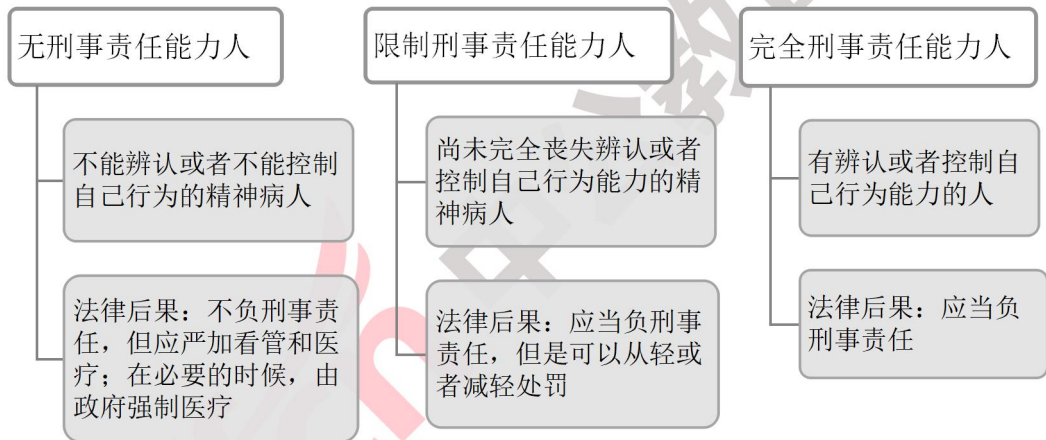 无刑事责任能力人
不能辨认或者不能控制
自己行为的精神病人
法律后果：不负刑事责
任，但应严加看管和医
疗；在必要的时候，由
政府强制医疗
限制刑事责任能力人
尚未完全丧失辨认或者
控制自己行为能力的精
神病人
法律后果：应当负刑事
责任，但是可以从轻或
者减轻处罚
完全刑事责任能力人
有辨认或者控制自
己行为能力的人
法律后果：应当负
刑事责任
中公教